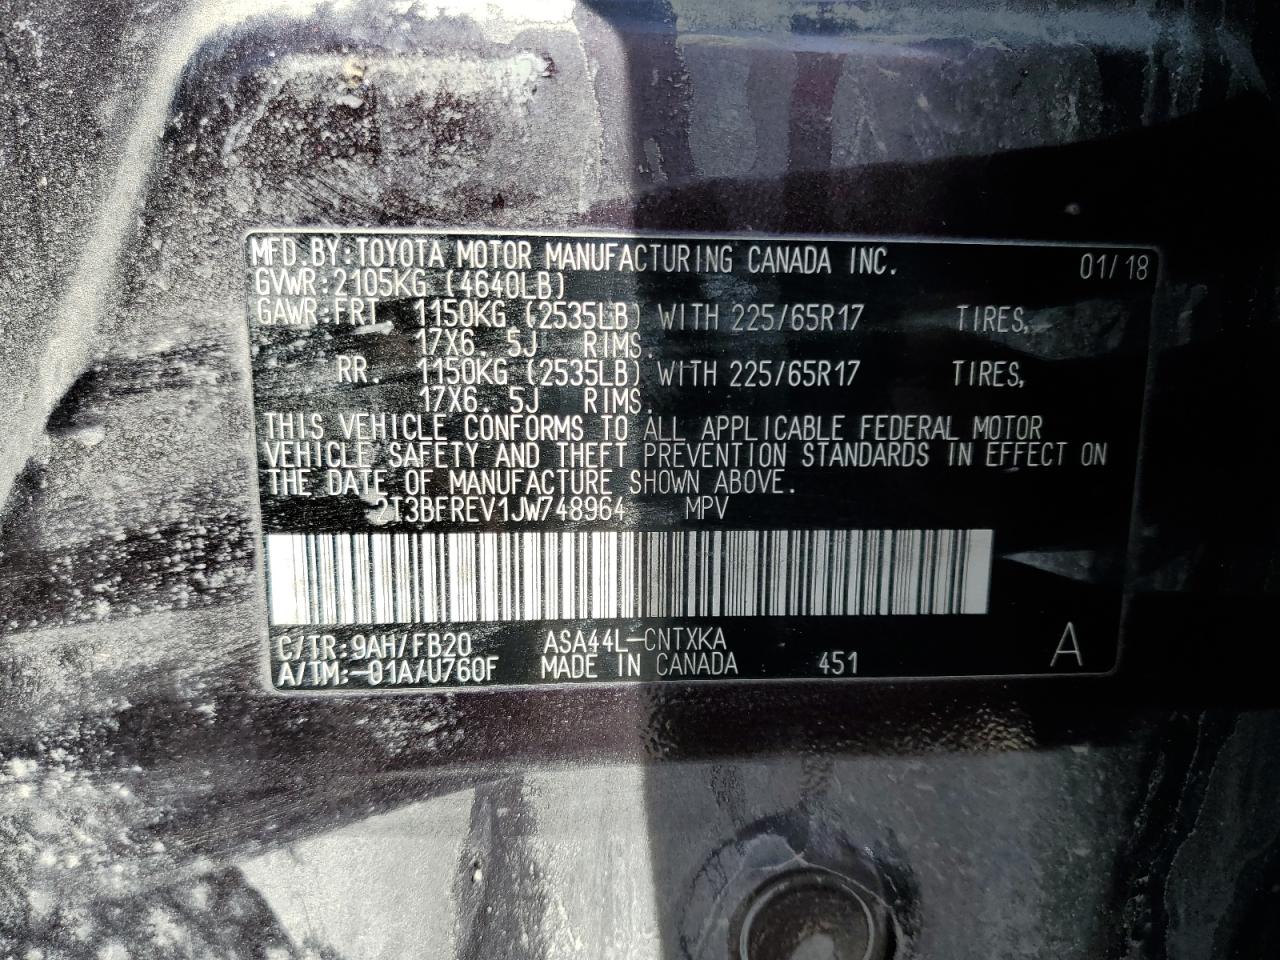 MFD.BY:TOYOTA MOTOR MANUFACTURING CANADA INC. 01/18
GVWR:2105KG (4640LB)
GAWR:FRT 1150KG (2535LB) WITH 225/65R17 TIRES,
17X6.5J RIMS.
RR. 1150KG (2535LB) WITH 225/65R17 TIRES,
17X6.5J RIMS.
THIS VEHICLE CONFORMS TO ALL APPLICABLE FEDERAL MOTOR
VEHICLE SAFETY AND THEFT PREVENTION STANDARDS IN EFFECT ON
THE DATE OF MANUFACTURE SHOWN ABOVE.
2T3BFREV1JW748964 MPV
C/TR:9AH/FB20 ASA44L-CNTXKA
A/TM:-01A/U760F MADE IN CANADA 451 A